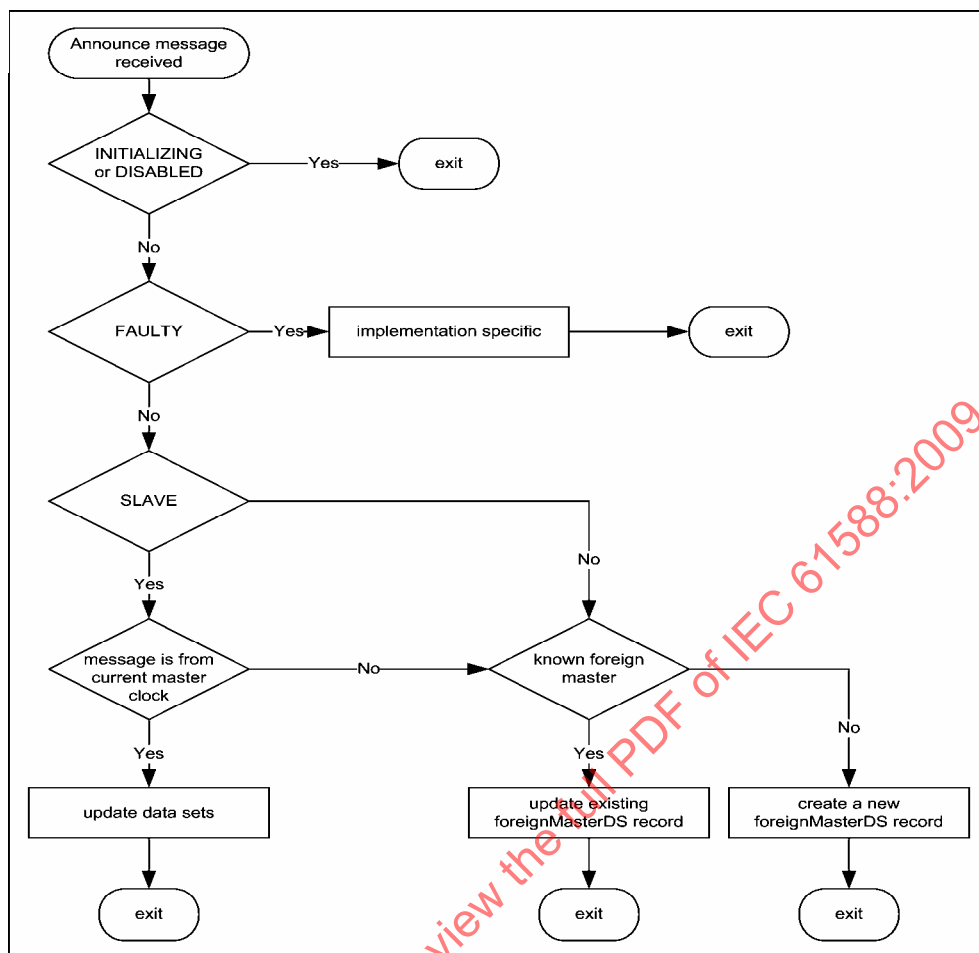 Announce message
received
INITIALIZING
or DISABLED
Yes
exit
No
FAULTY
Yes
implementation specific
exit
No
SLAVE
No
Yes
message is from
current master
clock
No
known foreign
master
No
Yes
Yes
update data sets
update existing
foreignMasterDS record
create a new
foreignMasterDS record
exit
exit
exit
view the full PDF of IEC 61588:2009